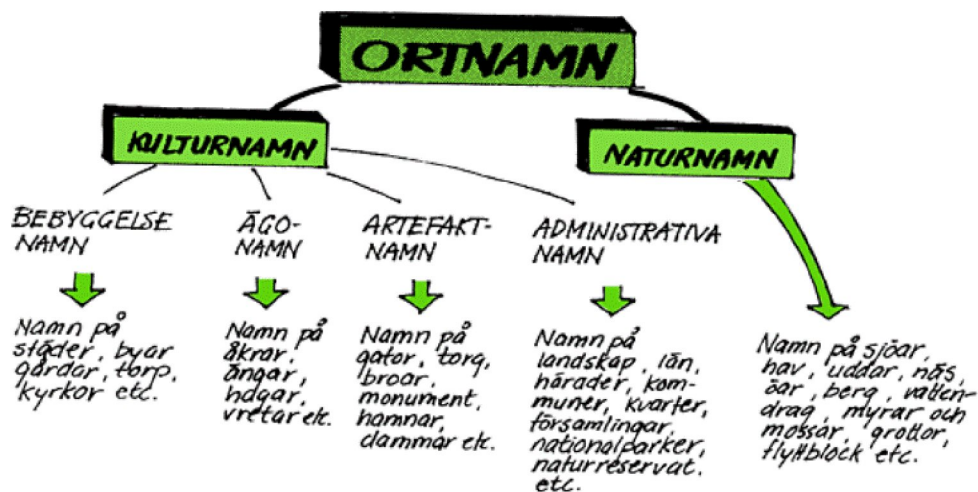 ORTNAMN
KULTURNAMN
NATURNAMN
BEBYGGELSE
NAMN
ÄGO-
NAMN
ARTEFAKT-
NAMN
ADMINISTRATIVA
NAMN
Namn på
städer, byar
gårdar, torp,
kyrkor etc.
Namn på
åkrar,
ängar,
hagar,
vretar etc.
Namn på
gator, torg,
broar,
monument,
hamnar,
dammar etc.
Namn på
landskap, län,
härader, kom-
muner, kvarter,
församlingar,
nationalparker,
naturreservat.
etc.
Namn på sjöar,
hav, uddar, näs,
öar, berg, vatten-
drag, myrar och
mossar, grottor,
flyttblock etc.